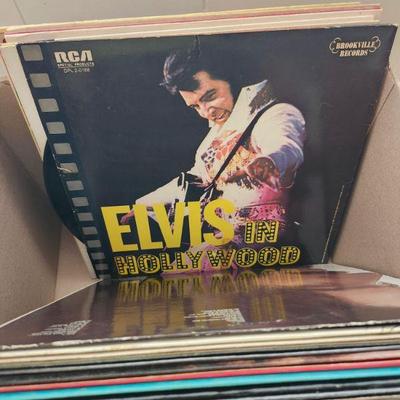 RCA
SPECIAL PRODUCTS
DPL 2-0168
BROOKVILLE
RECORDS
ELVIS IN
HOLLYWOOD